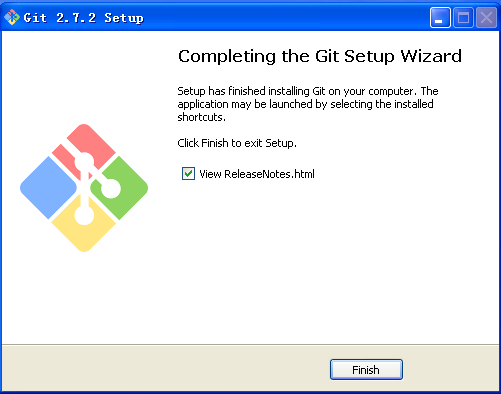 Git 2.7.2 Setup
Completing the Git Setup Wizard
Setup has finished installing Git on your computer. The
application may be launched by selecting the installed
shortcuts.
Click Finish to exit Setup.
View ReleaseNotes.html
Finish